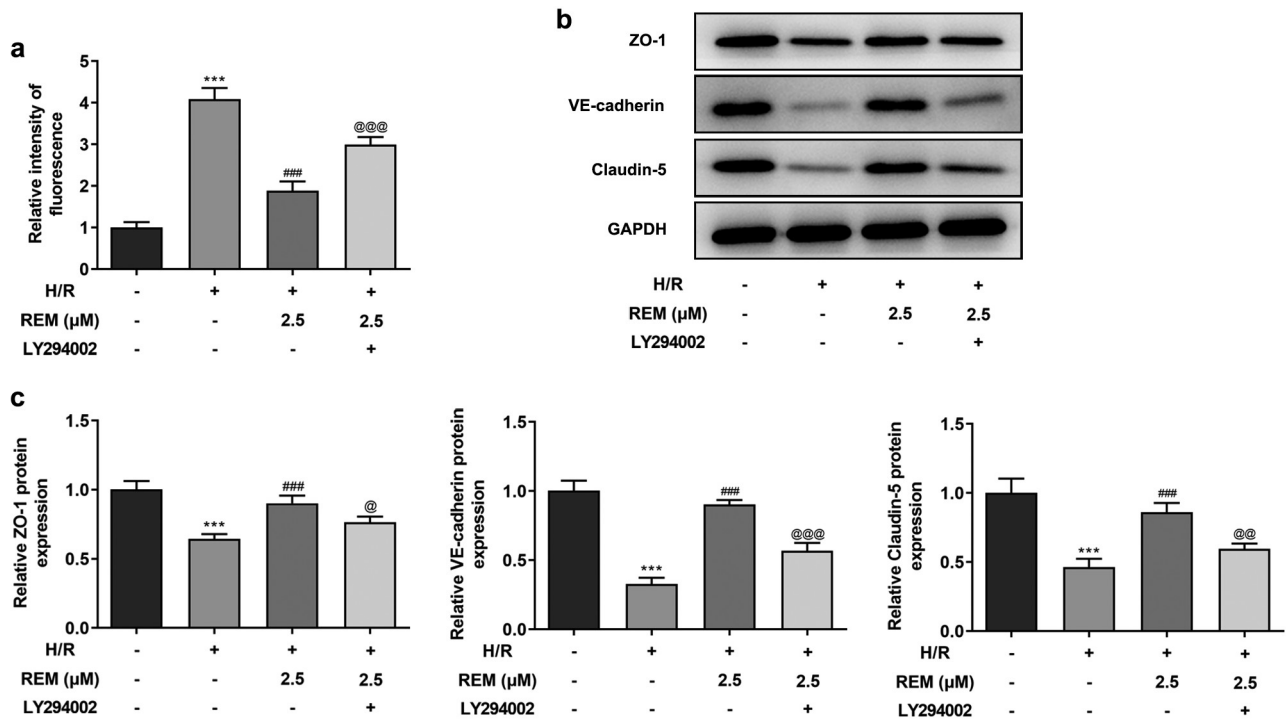 a
Relative intensity of
fluorescence
5
4
3
2
1
0
***
###
@@@
H/R - + + +
REM (μM) - - 2.5 2.5
LY294002 - - - +
b
ZO-1
VE-cadherin
Claudin-5
GAPDH
H/R - + + +
REM (μM) - - 2.5 2.5
LY294002 - - - +
c
Relative ZO-1 protein
expression
1.5
1.0
0.5
0.0
***
###
@
H/R - + + +
REM (μM) - - 2.5 2.5
LY294002 - - - +
Relative VE-cadherin protein
expression
1.5
1.0
0.5
0.0
***
###
@@@
H/R - + + +
REM (μM) - - 2.5 2.5
LY294002 - - - +
Relative Claudin-5 protein
expression
1.5
1.0
0.5
0.0
***
###
@@
H/R - + + +
REM (μM) - - 2.5 2.5
LY294002 - - - +